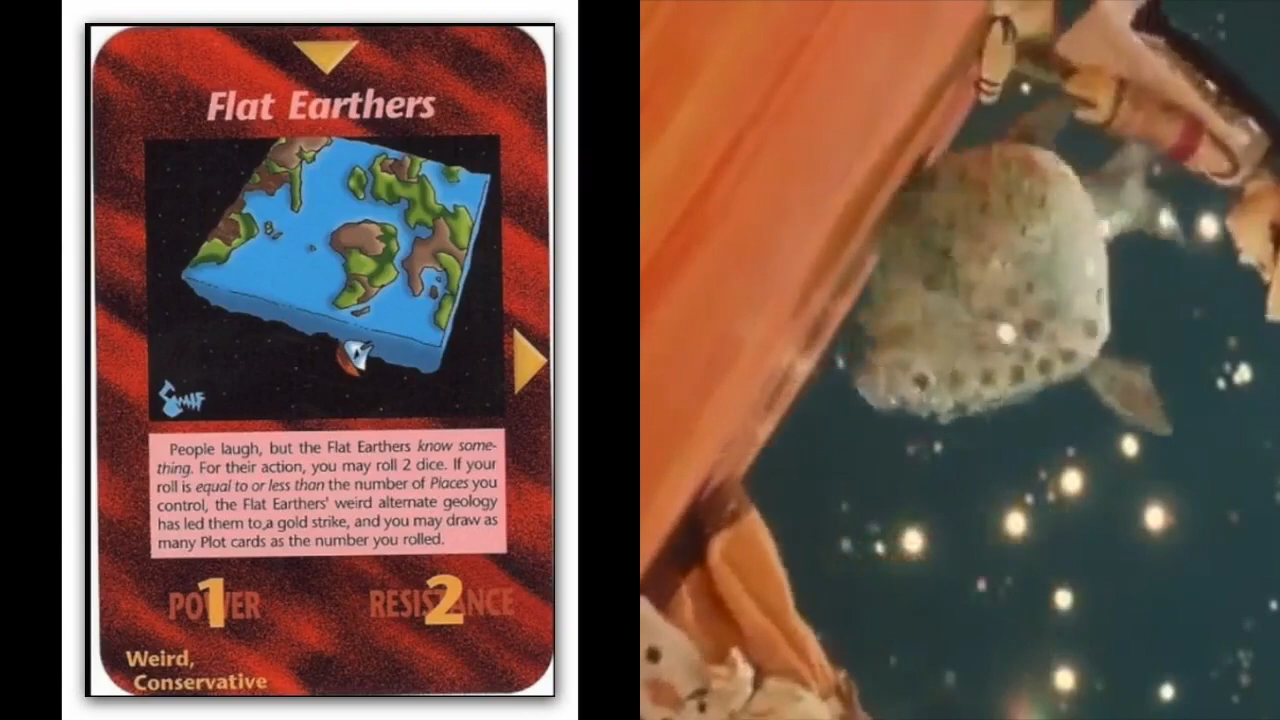 Flat Earthers
People laugh, but the Flat Earthers know some-
thing. For their action, you may roll 2 dice. If your
roll is equal to or less than the number of Places you
control, the Flat Earthers' weird alternate geology
has led them to a gold strike, and you may draw as
many Plot cards as the number you rolled.
POWER 1 RESISTANCE 2
Weird,
Conservative